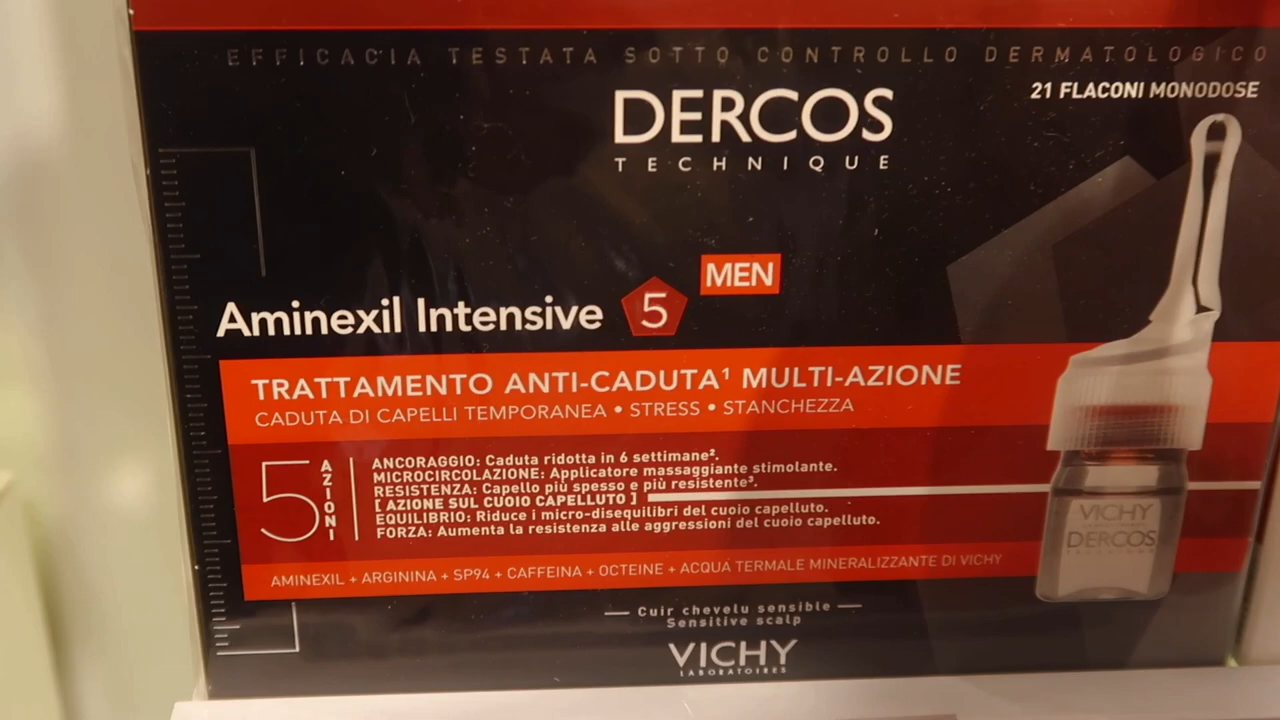 EFFICACIA TESTATA SOTTO CONTROLLO DERMATOLOGICO
21 FLACONI MONODOSE
DERCOS
TECHNIQUE
MEN
Aminexil Intensive 5
TRATTAMENTO ANTI-CADUTA¹ MULTI-AZIONE
CADUTA DI CAPELLI TEMPORANEA • STRESS • STANCHEZZA
5 AZIONI
ANCORAGGIO: Caduta ridotta in 6 settimane².
MICROCIRCOLAZIONE: Applicatore massaggiante stimolante.
RESISTENZA: Capello più spesso e più resistente³.
[ AZIONE SUL CUOIO CAPELLUTO ]
EQUILIBRIO: Riduce i micro-disequilibri del cuoio capelluto.
FORZA: Aumenta la resistenza alle aggressioni del cuoio capelluto.
AMINEXIL + ARGININA + SP94 + CAFFEINA + OCTEINE + ACQUA TERMALE MINERALIZZANTE DI VICHY
VICHY
DERCOS
Cuir chevelu sensible
Sensitive scalp
VICHY
LABORATOIRES